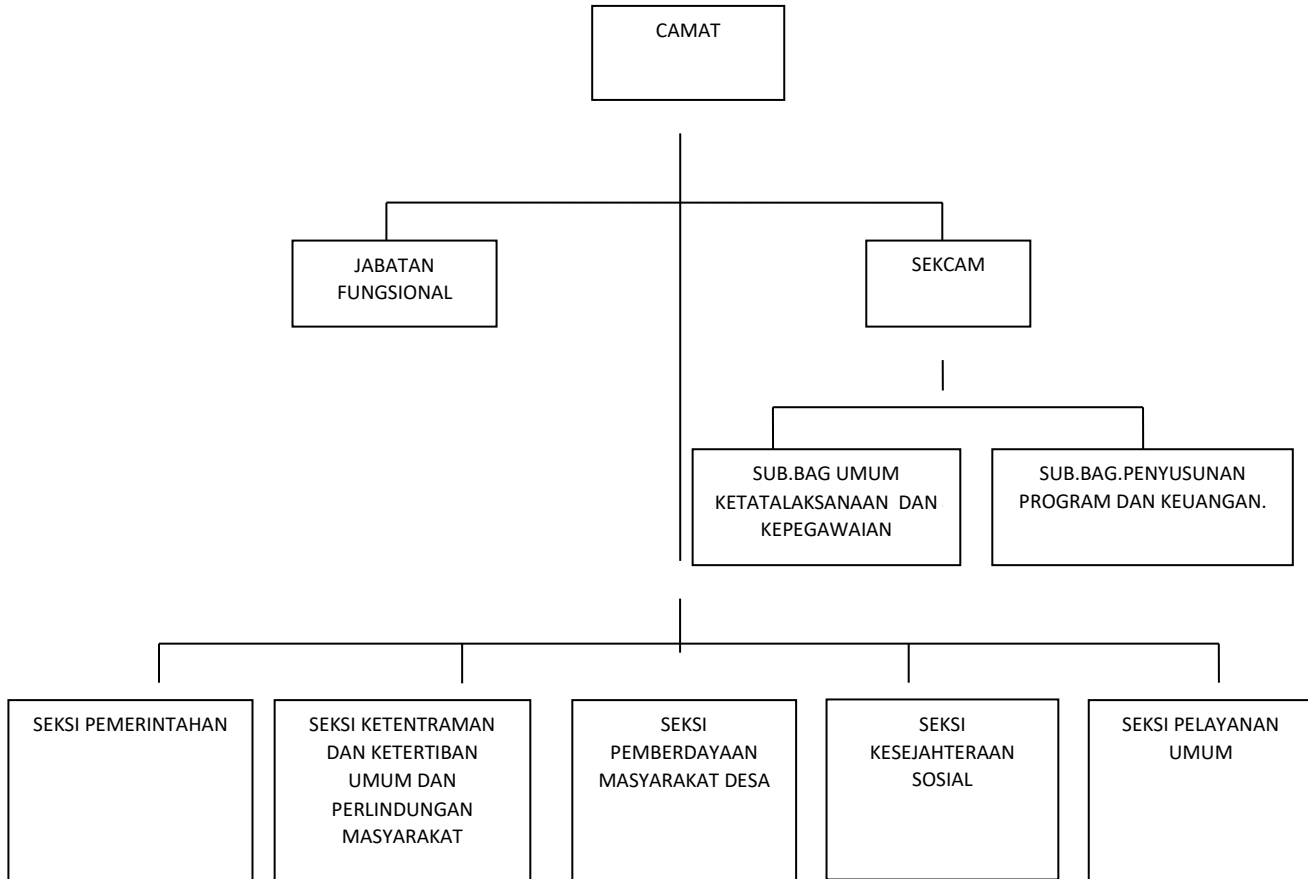 CAMAT
JABATAN
FUNGSIONAL
SEKCAM
SUB.BAG UMUM
KETATALAKSANAAN  DAN
KEPEGAWAIAN
SUB.BAG.PENYUSUNAN
PROGRAM DAN KEUANGAN.
SEKSI PEMERINTAHAN
SEKSI KETENTRAMAN
DAN KETERTIBAN
UMUM DAN
PERLINDUNGAN
MASYARAKAT
SEKSI
PEMBERDAYAAN
MASYARAKAT DESA
SEKSI
KESEJAHTERAAN
SOSIAL
SEKSI PELAYANAN
UMUM